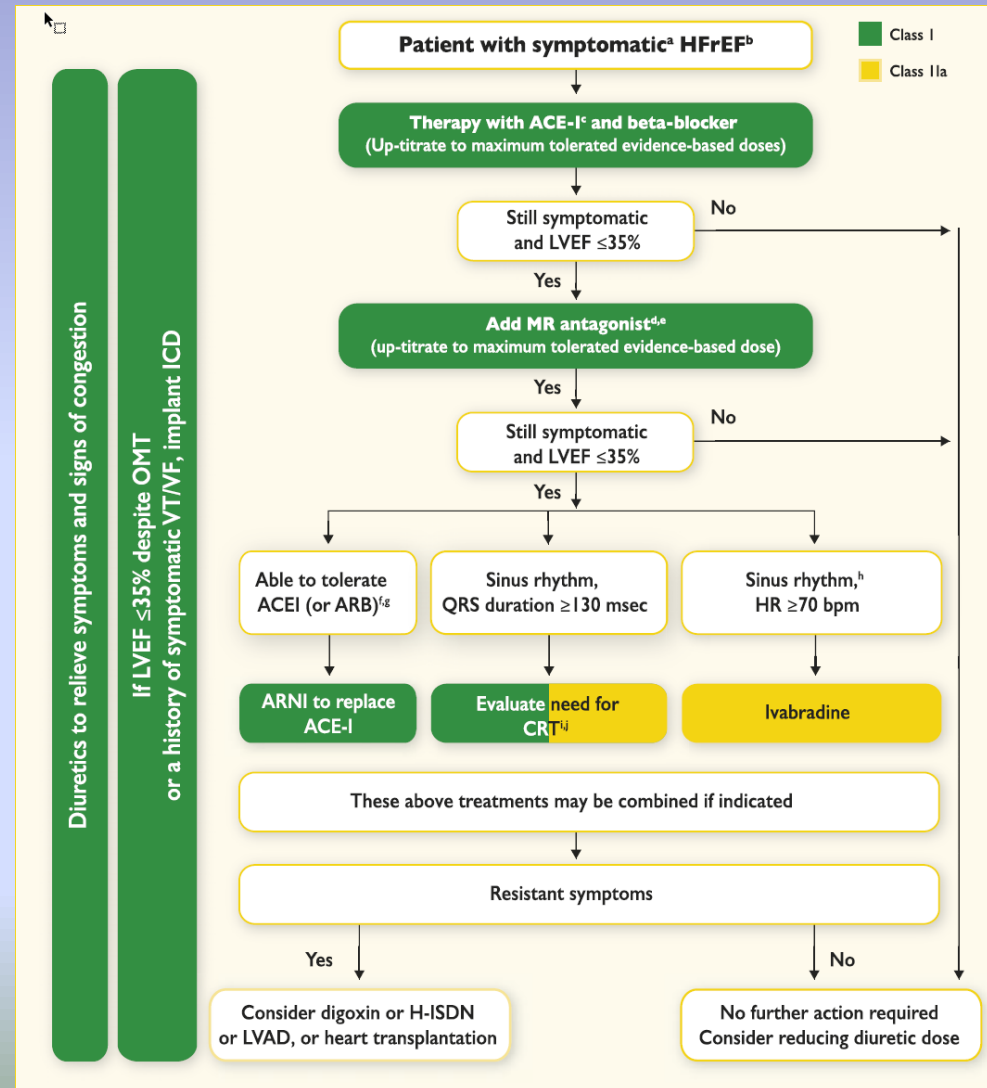 Patient with symptomaticᵃ HFrEFᵇ
Class I
Class IIa
Therapy with ACE-Iᶜ and beta-blocker
(Up-titrate to maximum tolerated evidence-based doses)
Still symptomatic
and LVEF ≤35%
No
Yes
Add MR antagonistᵈ,ᵉ
(up-titrate to maximum tolerated evidence-based dose)
Yes
Still symptomatic
and LVEF ≤35%
No
Yes
Able to tolerate
ACEI (or ARB)ᶠ,ᵍ
Sinus rhythm,
QRS duration ≥130 msec
Sinus rhythm,ʰ
HR ≥70 bpm
ARNI to replace
ACE-I
Evaluate need for
CRTⁱ,ʲ
Ivabradine
These above treatments may be combined if indicated
Resistant symptoms
Yes
No
Consider digoxin or H-ISDN
or LVAD, or heart transplantation
No further action required
Consider reducing diuretic dose
Diuretics to relieve symptoms and signs of congestion
If LVEF ≤35% despite OMT
or a history of symptomatic VT/VF, implant ICD